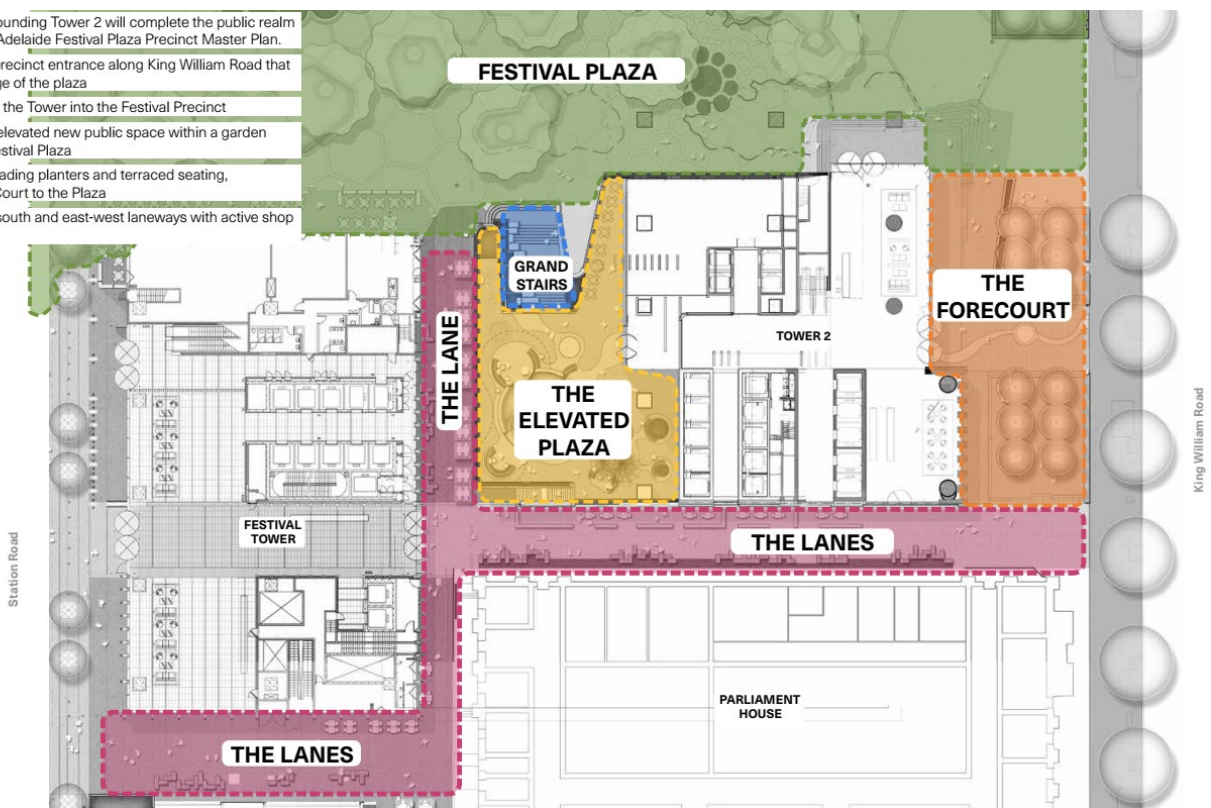 ounding Tower 2 will complete the public realm
Adelaide Festival Plaza Precinct Master Plan.
recinct entrance along King William Road that
ge of the plaza
the Tower into the Festival Precinct
elevated new public space within a garden
estival Plaza
ading planters and terraced seating,
Court to the Plaza
south and east-west laneways with active shop
FESTIVAL PLAZA
GRAND
STAIRS
THE
FORECOURT
THE LANE
TOWER 2
THE
ELEVATED
PLAZA
King William Road
FESTIVAL
TOWER
THE LANES
Station Road
PARLIAMENT
HOUSE
THE LANES